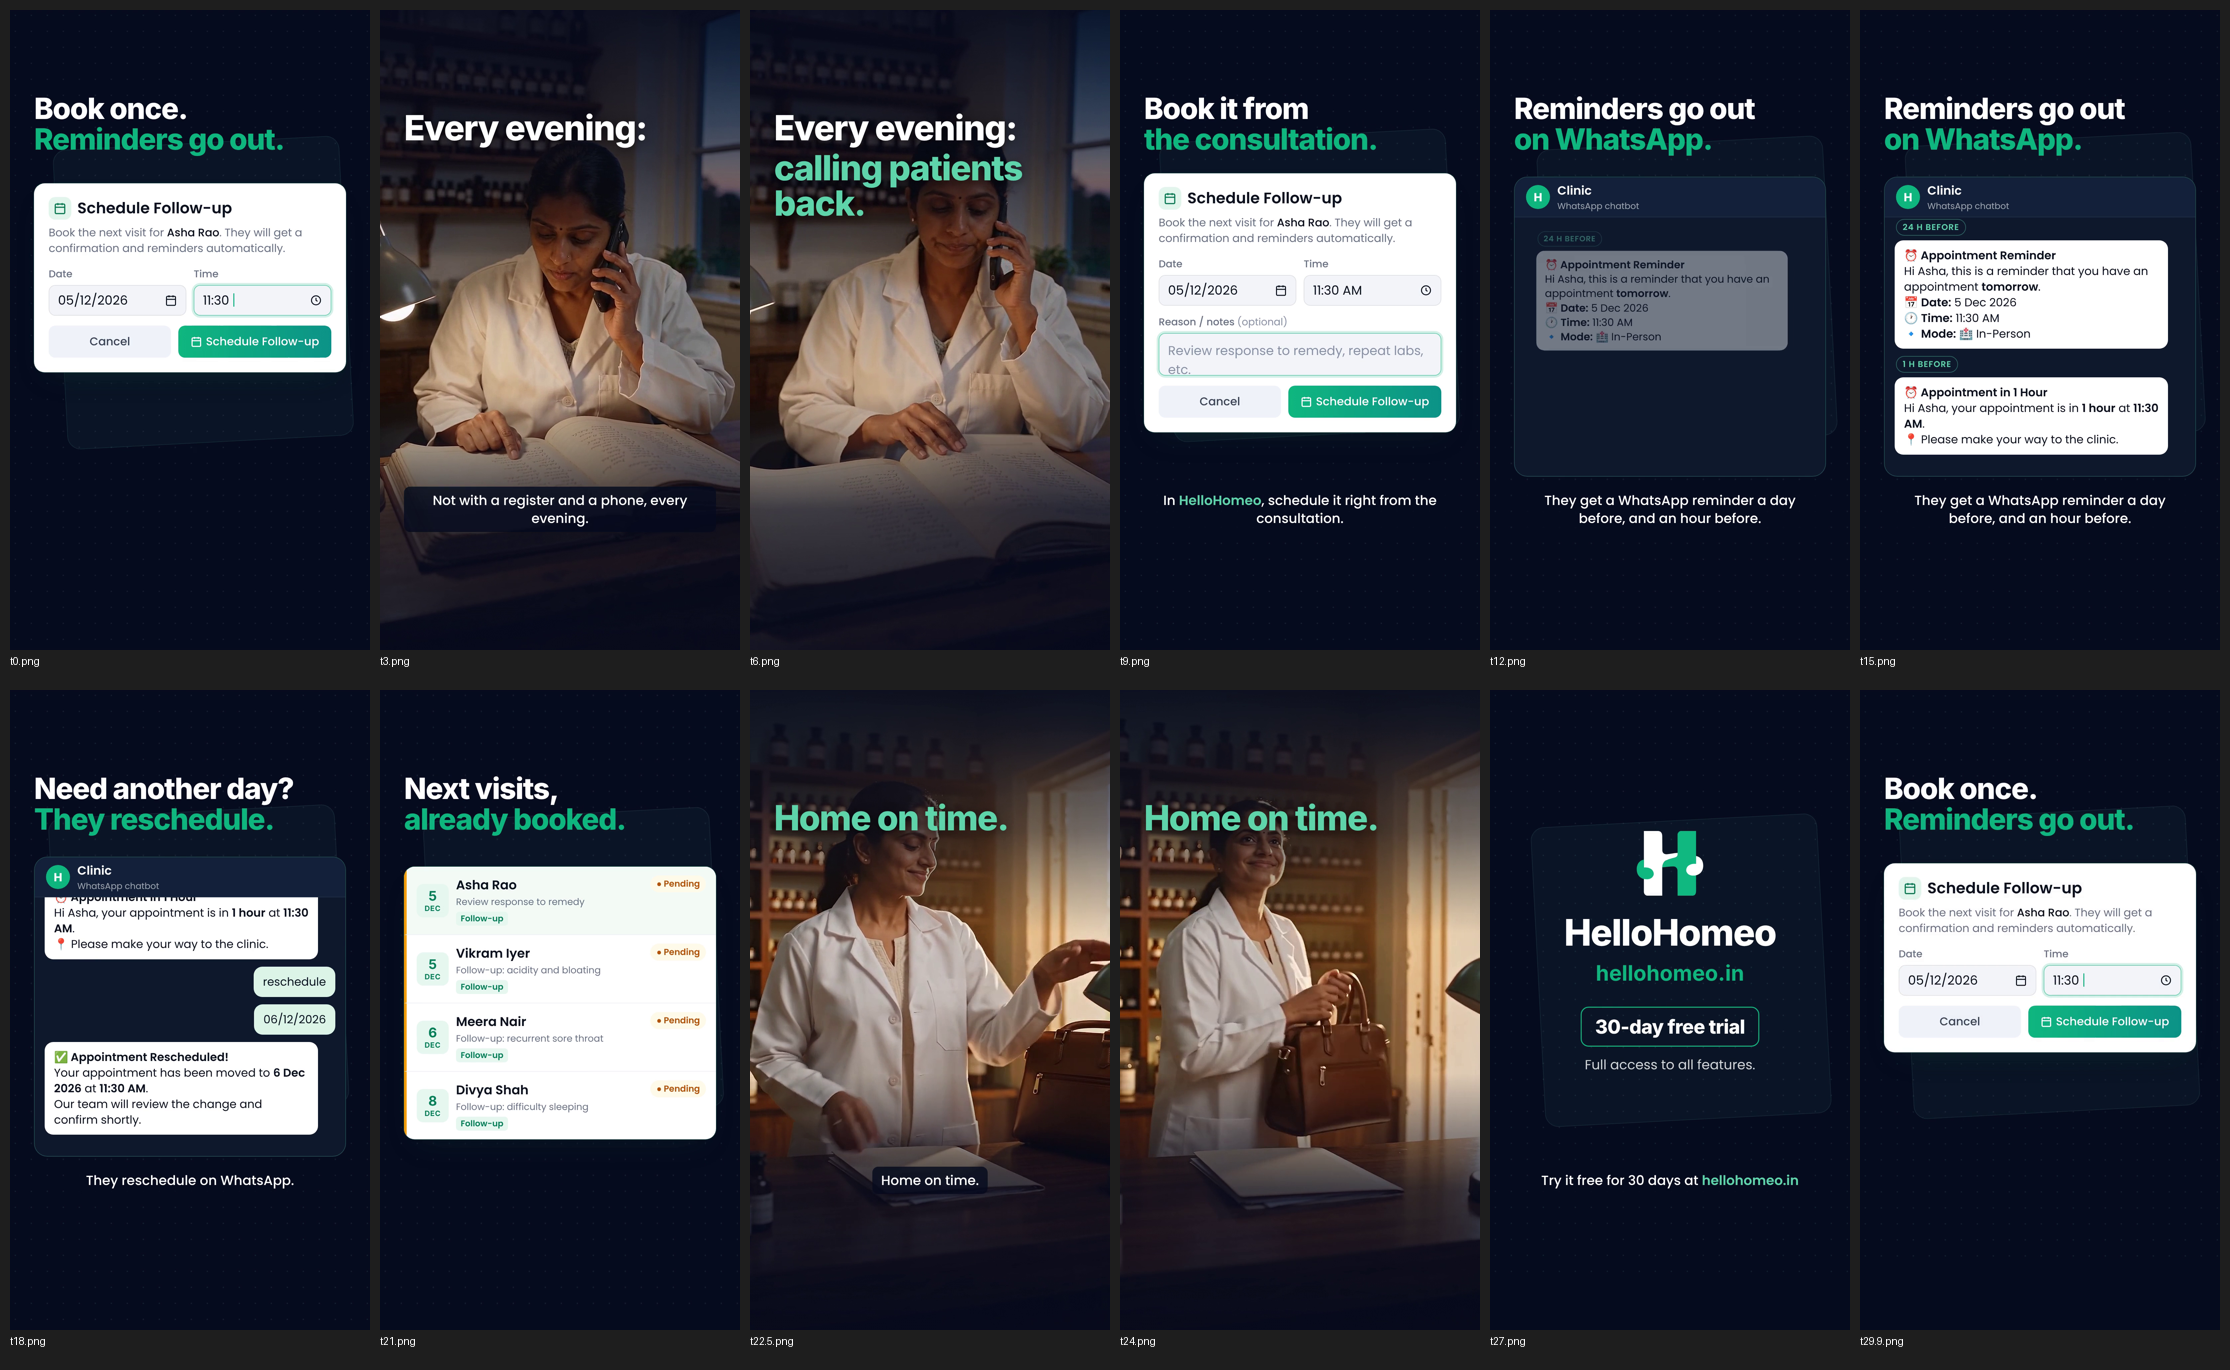 Book once.
Reminders go out.
Schedule Follow-up
Book the next visit for Asha Rao. They will get a
confirmation and reminders automatically.
Date
Time
05/12/2026
11:30
Cancel
Schedule Follow-up
t0.png
Every evening:
Not with a register and a phone, every
evening.
t3.png
Every evening:
calling patients
back.
t6.png
Book it from
the consultation.
Schedule Follow-up
Book the next visit for Asha Rao. They will get a
confirmation and reminders automatically.
Date
Time
05/12/2026
11:30 AM
Reason / notes (optional)
Review response to remedy, repeat labs,
etc.
Cancel
Schedule Follow-up
In HelloHomeo, schedule it right from the
consultation.
t9.png
Reminders go out
on WhatsApp.
H
Clinic
WhatsApp chatbot
24 H BEFORE
Appointment Reminder
Hi Asha, this is a reminder that you have an
appointment tomorrow.
Date: 5 Dec 2026
Time: 11:30 AM
Mode: In-Person
They get a WhatsApp reminder a day
before, and an hour before.
t12.png
Reminders go out
on WhatsApp.
H
Clinic
WhatsApp chatbot
24 H BEFORE
Appointment Reminder
Hi Asha, this is a reminder that you have an
appointment tomorrow.
Date: 5 Dec 2026
Time: 11:30 AM
Mode: In-Person
1 H BEFORE
Appointment in 1 Hour
Hi Asha, your appointment is in 1 hour at 11:30
AM.
Please make your way to the clinic.
They get a WhatsApp reminder a day
before, and an hour before.
t15.png
Need another day?
They reschedule.
H
Clinic
WhatsApp chatbot
Appointment in 1 Hour
Hi Asha, your appointment is in 1 hour at 11:30
AM.
Please make your way to the clinic.
reschedule
06/12/2026
Appointment Rescheduled!
Your appointment has been moved to 6 Dec
2026 at 11:30 AM.
Our team will review the change and
confirm shortly.
They reschedule on WhatsApp.
t18.png
Next visits,
already booked.
5
DEC
Asha Rao
Pending
Review response to remedy
Follow-up
5
DEC
Vikram Iyer
Pending
Follow-up: acidity and bloating
Follow-up
6
DEC
Meera Nair
Pending
Follow-up: recurrent sore throat
Follow-up
8
DEC
Divya Shah
Pending
Follow-up: difficulty sleeping
Follow-up
t21.png
Home on time.
Home on time.
t22.5.png
Home on time.
t24.png
HelloHomeo
hellohomeo.in
30-day free trial
Full access to all features.
Try it free for 30 days at hellohomeo.in
t27.png
Book once.
Reminders go out.
Schedule Follow-up
Book the next visit for Asha Rao. They will get a
confirmation and reminders automatically.
Date
Time
05/12/2026
11:30
Cancel
Schedule Follow-up
t29.9.png